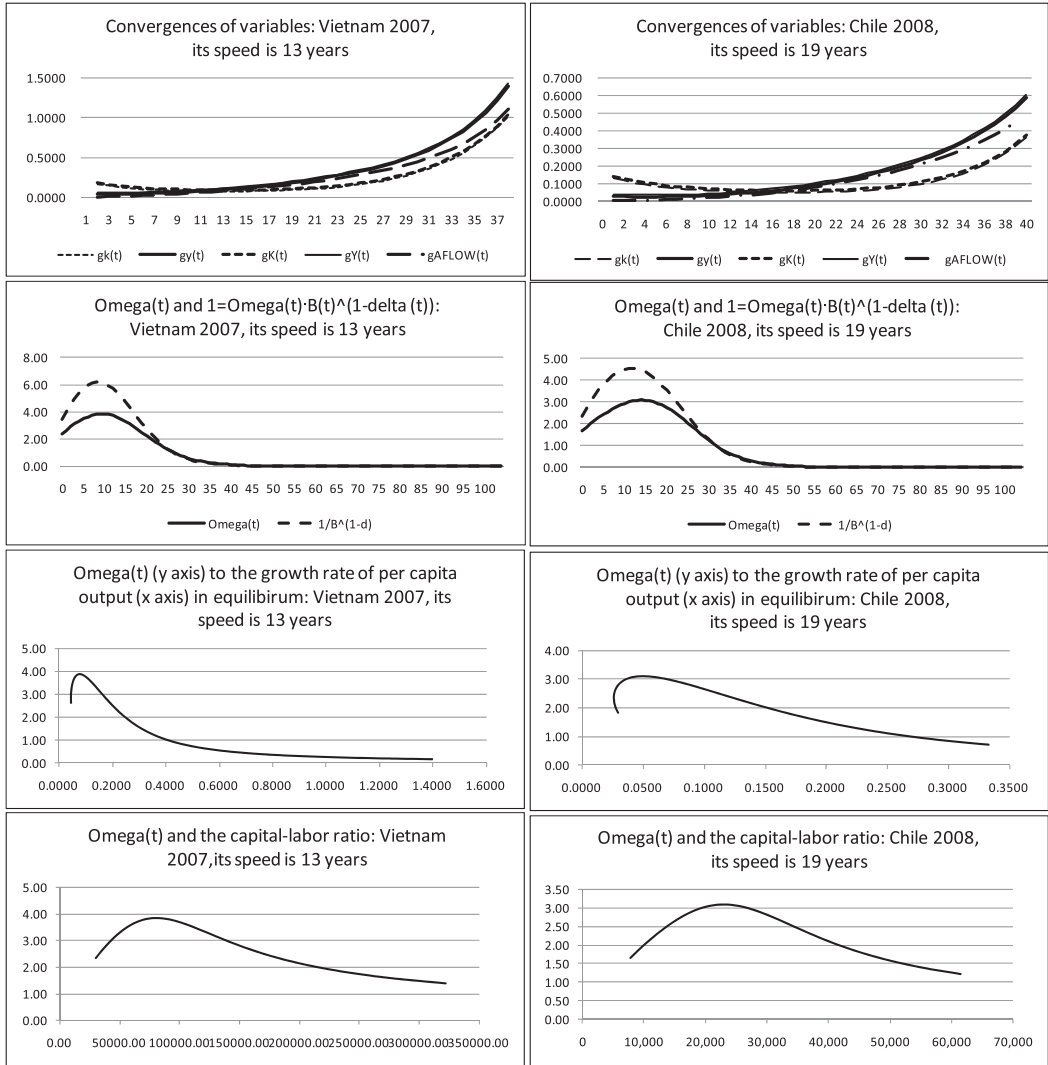 Convergences of variables: Vietnam 2007,
its speed is 13 years
1.5000
1.0000
0.5000
0.0000
1 3 5 7 9 11 13 15 17 19 21 23 25 27 29 31 33 35 37
gk(t) gy(t) gK(t) gY(t) gAFLOW(t)
Convergences of variables: Chile 2008,
its speed is 19 years
0.7000
0.6000
0.5000
0.4000
0.3000
0.2000
0.1000
0.0000
0 2 4 6 8 10 12 14 16 18 20 22 24 26 28 30 32 34 36 38 40
gk(t) gy(t) gK(t) gY(t) gAFLOW(t)
Omega(t) and 1=Omega(t)·B(t)^(1-delta (t)):
Vietnam 2007, its speed is 13 years
8.00
6.00
4.00
2.00
0.00
0 5 10 15 20 25 30 35 40 45 50 55 60 65 70 75 80 85 90 95 100
Omega(t) 1/B^(1-d)
Omega(t) and 1=Omega(t)·B(t)^(1-delta (t)):
Chile 2008, its speed is 19 years
5.00
4.00
3.00
2.00
1.00
0.00
0 5 10 15 20 25 30 35 40 45 50 55 60 65 70 75 80 85 90 95 100
Omega(t) 1/B^(1-d)
Omega(t) (y axis) to the growth rate of per capita
output (x axis) in equilibirum: Vietnam 2007, its
speed is 13 years
5.00
4.00
3.00
2.00
1.00
0.00
0.0000 0.2000 0.4000 0.6000 0.8000 1.0000 1.2000 1.4000 1.6000
Omega(t) (y axis) to the growth rate of per capita
output (x axis) in equilibirum: Chile 2008,
its speed is 19 years
4.00
3.00
2.00
1.00
0.00
0.0000 0.0500 0.1000 0.1500 0.2000 0.2500 0.3000 0.3500
Omega(t) and the capital-labor ratio: Vietnam
2007,its speed is 13 years
5.00
4.00
3.00
2.00
1.00
0.00
0.00 50000.00 100000.00 150000.00 200000.00 250000.00 300000.00 350000.00
Omega(t) and the capital-labor ratio: Chile 2008,
its speed is 19 years
3.50
3.00
2.50
2.00
1.50
1.00
0.50
0.00
0 10,000 20,000 30,000 40,000 50,000 60,000 70,000